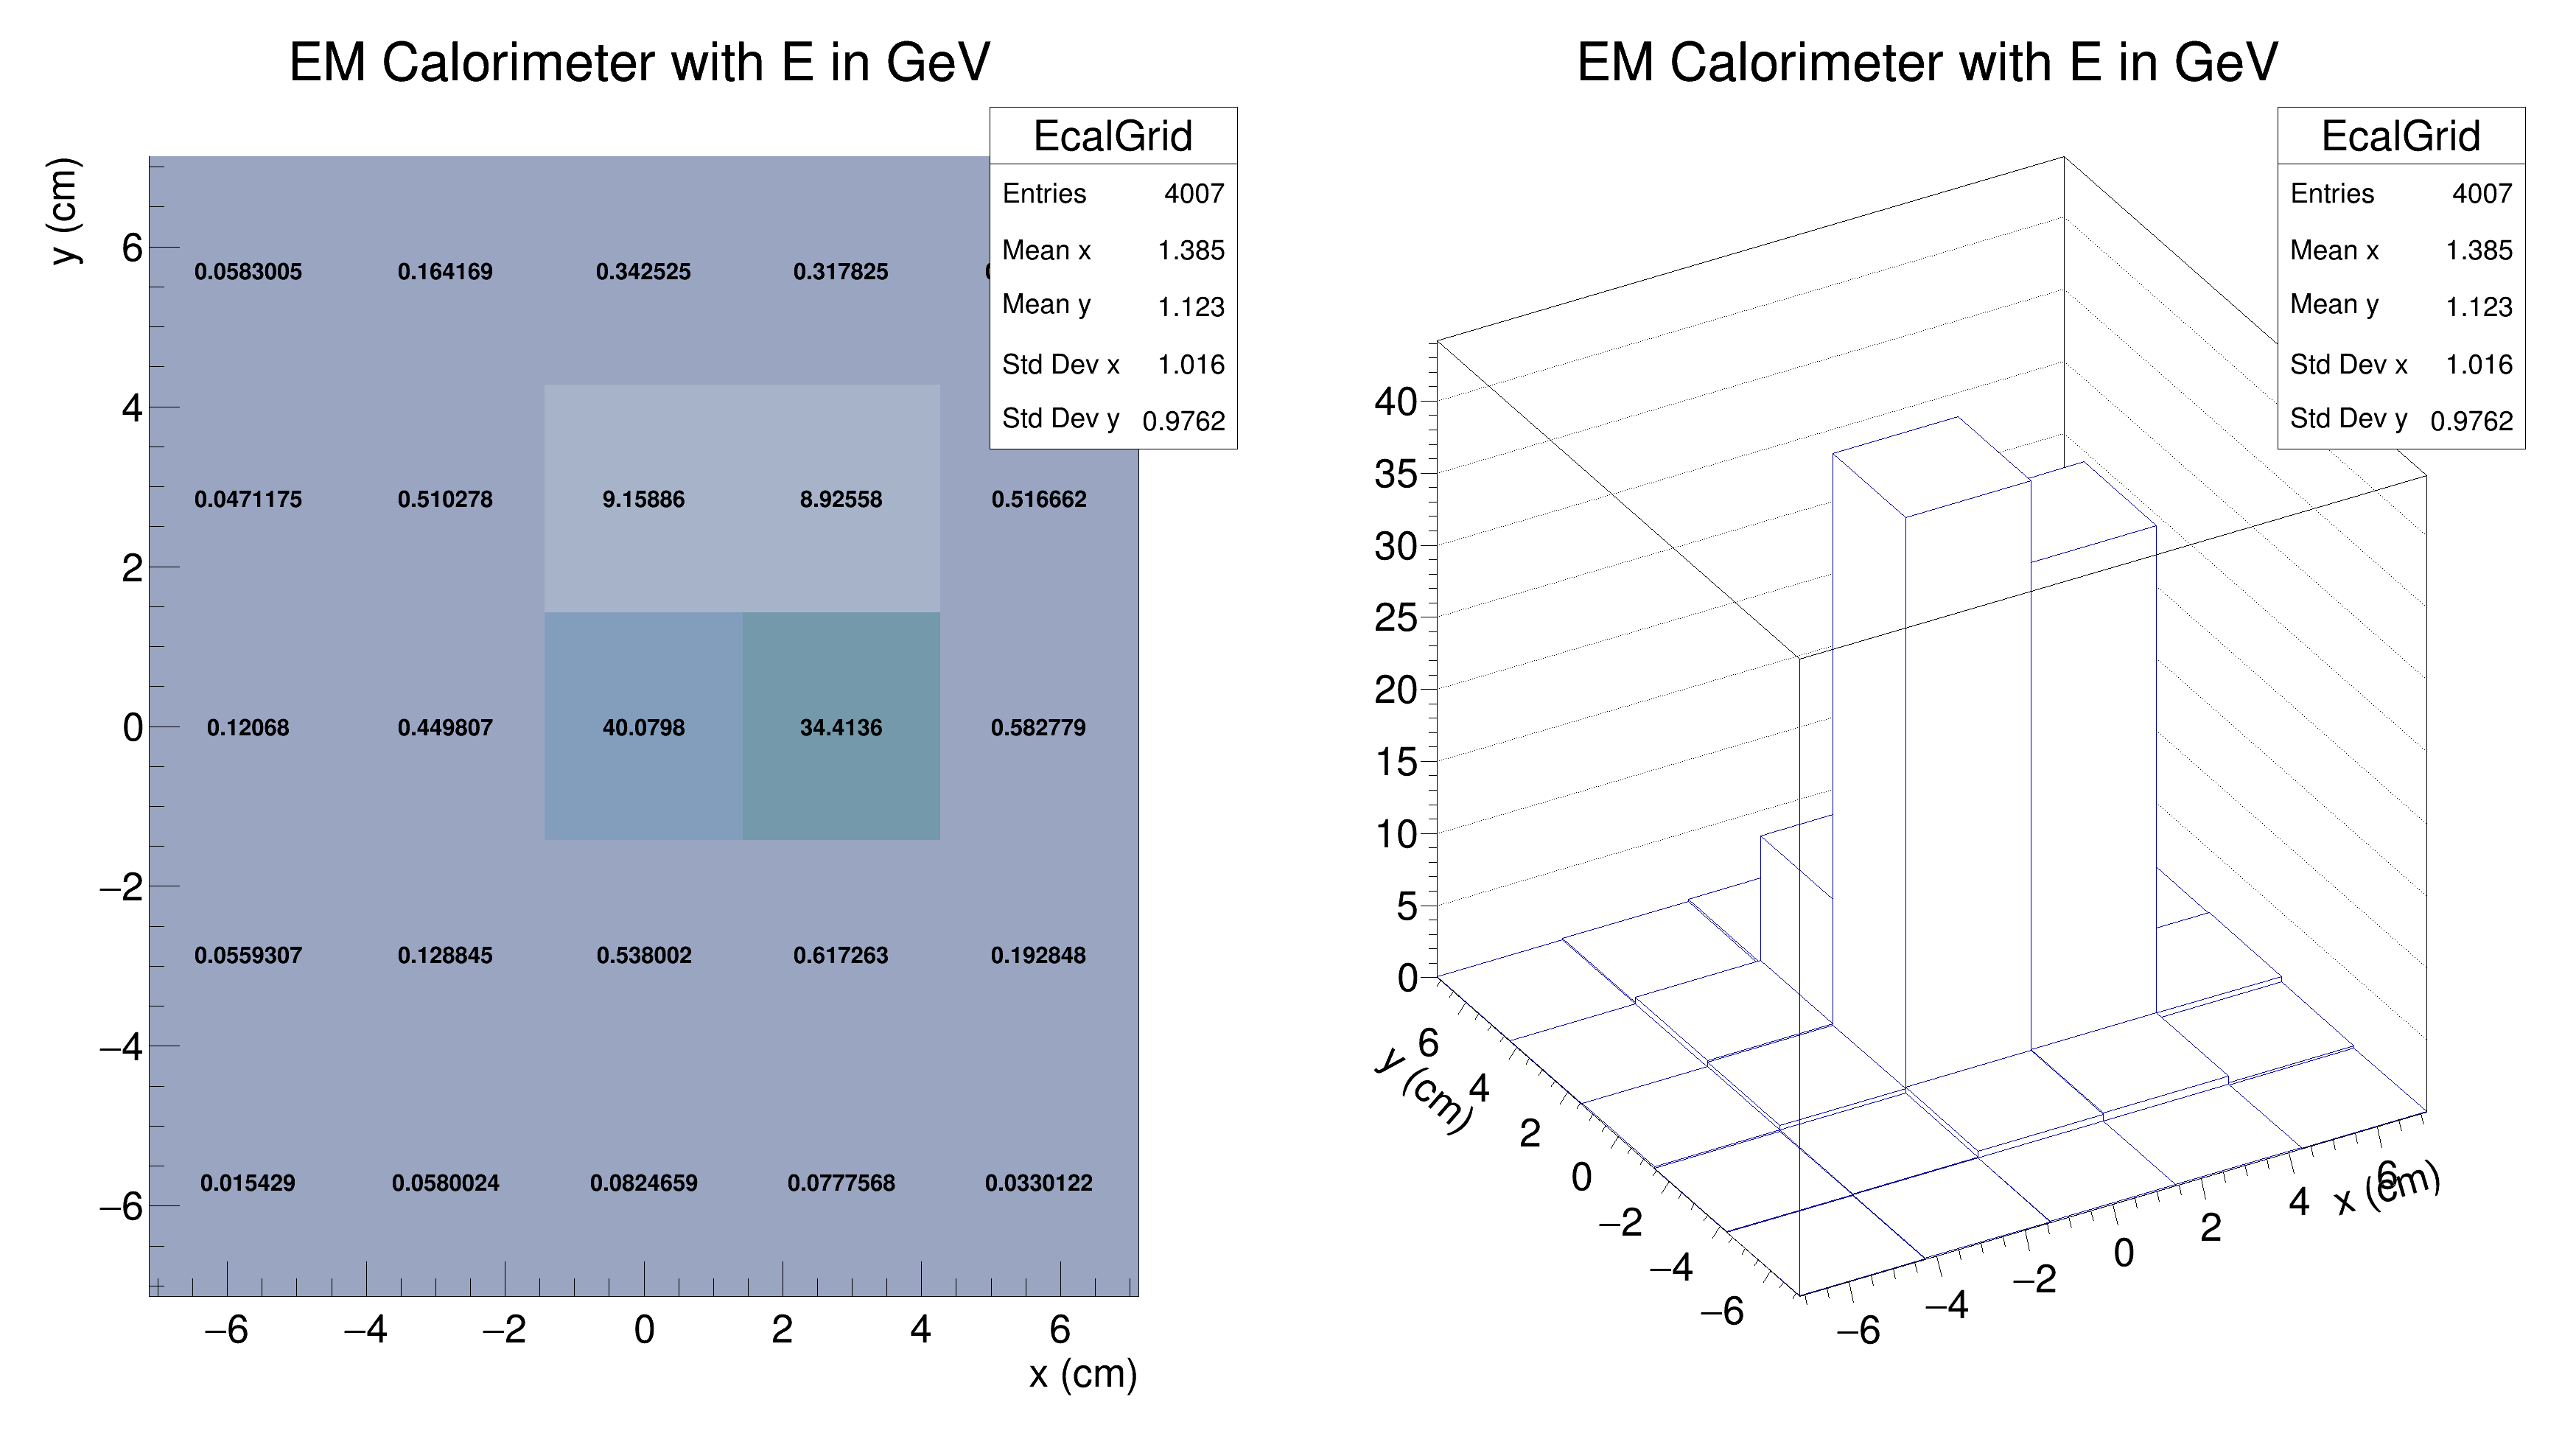 EM Calorimeter with E in GeV
EcalGrid
Entries 4007
Mean x 1.385
Mean y 1.123
Std Dev x 1.016
Std Dev y 0.9762
y (cm)
6
4
2
0
−2
−4
−6
0.0583005 0.164169 0.342525 0.317825
0.0471175 0.510278 9.15886 8.92558 0.516662
0.12068 0.449807 40.0798 34.4136 0.582779
0.0559307 0.128845 0.538002 0.617263 0.192848
0.015429 0.0580024 0.0824659 0.0777568 0.0330122
−6 −4 −2 0 2 4 6
x (cm)
EM Calorimeter with E in GeV
EcalGrid
Entries 4007
Mean x 1.385
Mean y 1.123
Std Dev x 1.016
Std Dev y 0.9762
40
35
30
25
20
15
10
5
0
y (cm)
6
4
2
0
−2
−4
−6
−6
−4
−2
0
2
4
6
x (cm)